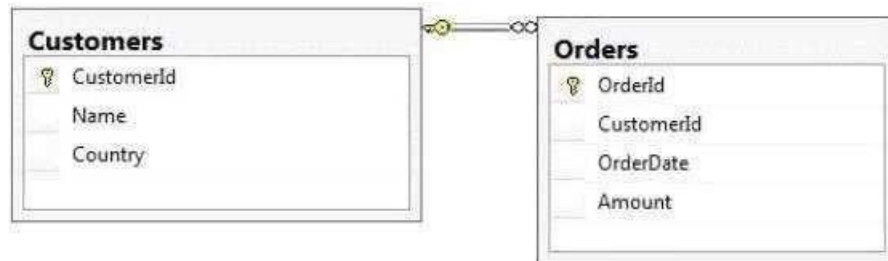 Customers
CustomerId
Name
Country
Orders
OrderId
CustomerId
OrderDate
Amount